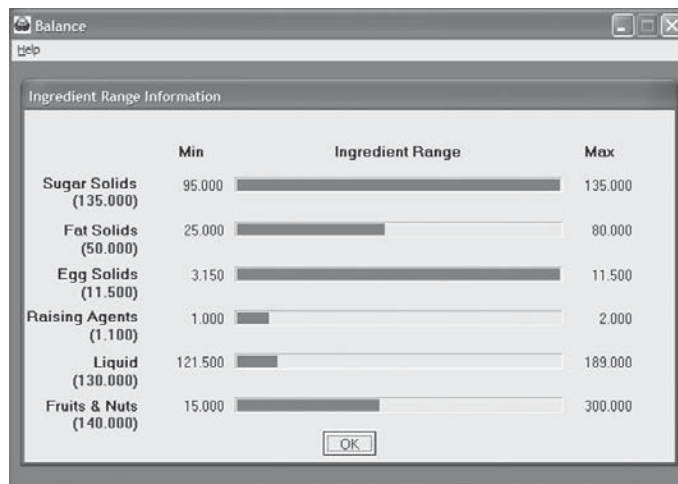 Balance
Help
Ingredient Range Information
Min Ingredient Range Max
Sugar Solids 95.000 135.000
(135.000)
Fat Solids 25.000 80.000
(50.000)
Egg Solids 3.150 11.500
(11.500)
Raising Agents 1.000 2.000
(1.100)
Liquid 121.500 189.000
(130.000)
Fruits & Nuts 15.000 300.000
(140.000)
OK